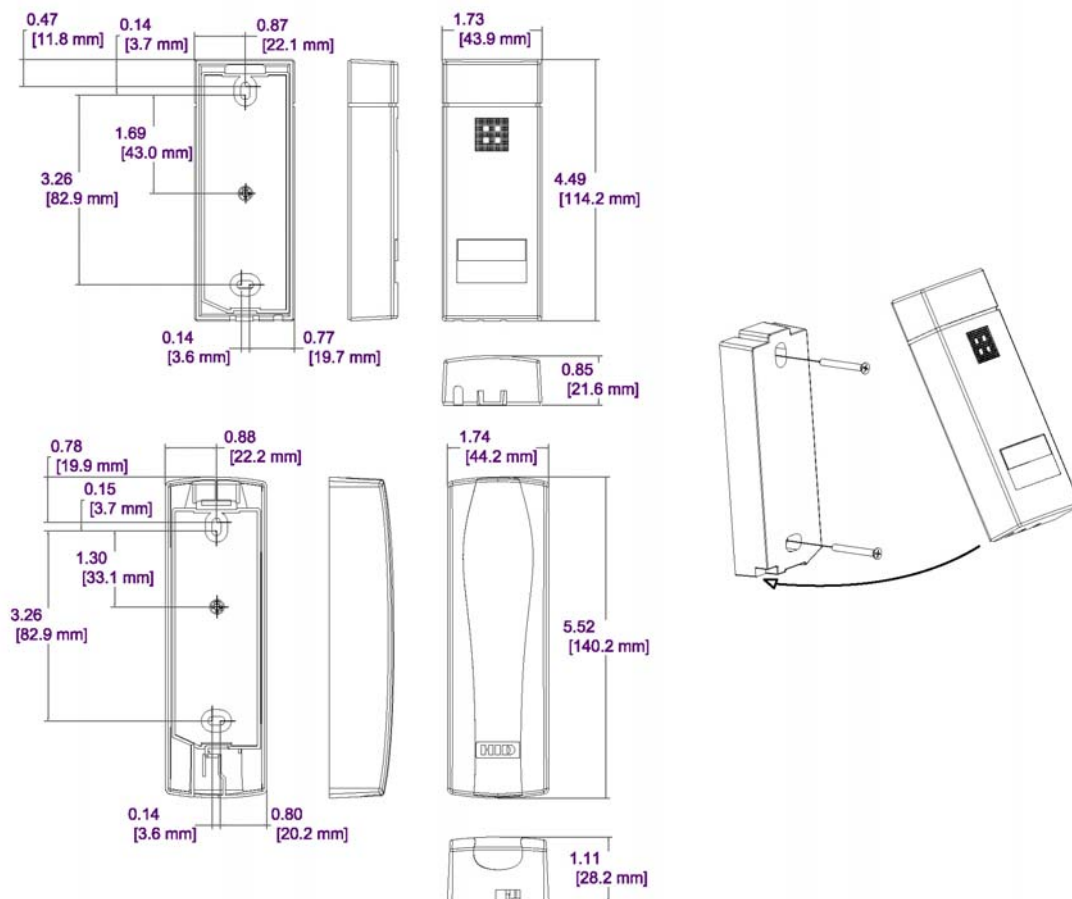 0.47
[11.8 mm]
0.14
[3.7 mm]
0.87
[22.1 mm]
1.73
[43.9 mm]
1.69
[43.0 mm]
3.26
[82.9 mm]
4.49
[114.2 mm]
0.14
[3.6 mm]
0.77
[19.7 mm]
0.85
[21.6 mm]
0.78
[19.9 mm]
0.88
[22.2 mm]
1.74
[44.2 mm]
0.15
[3.7 mm]
1.30
[33.1 mm]
3.26
[82.9 mm]
5.52
[140.2 mm]
HID
0.14
[3.6 mm]
0.80
[20.2 mm]
1.11
[28.2 mm]